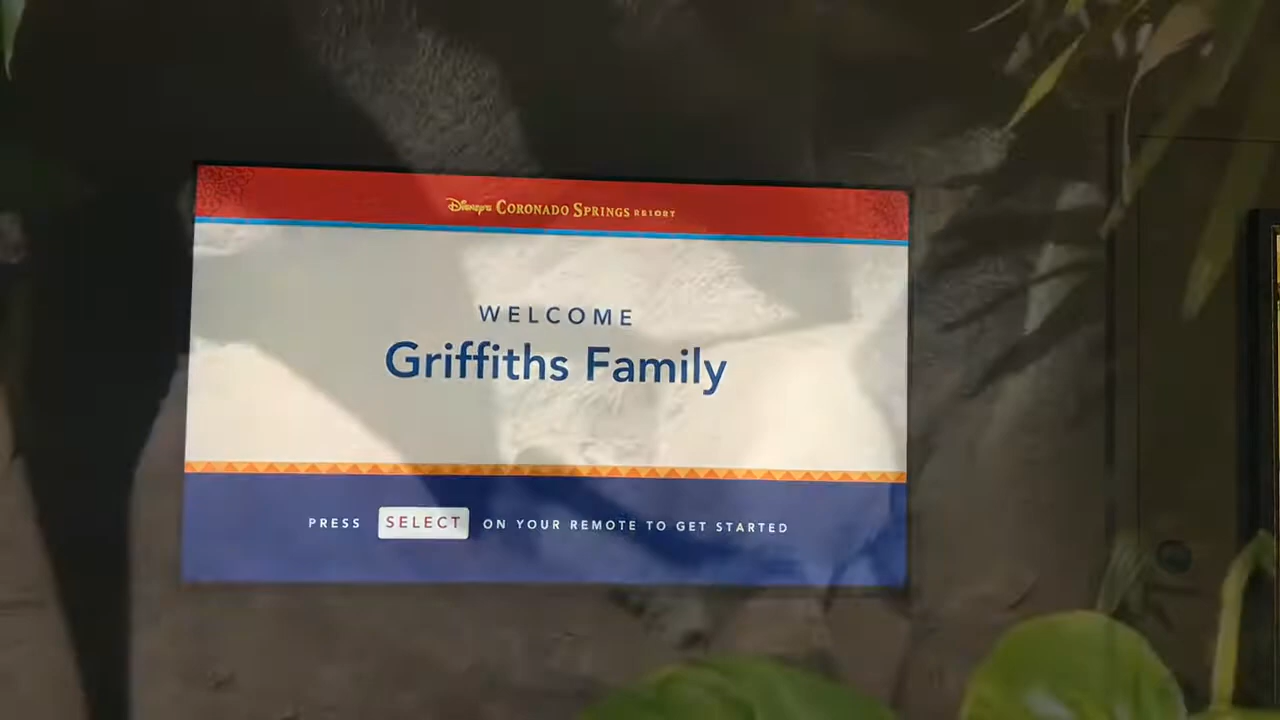 Disney's CORONADO SPRINGS RESORT
WELCOME
Griffiths Family
PRESS SELECT ON YOUR REMOTE TO GET STARTED